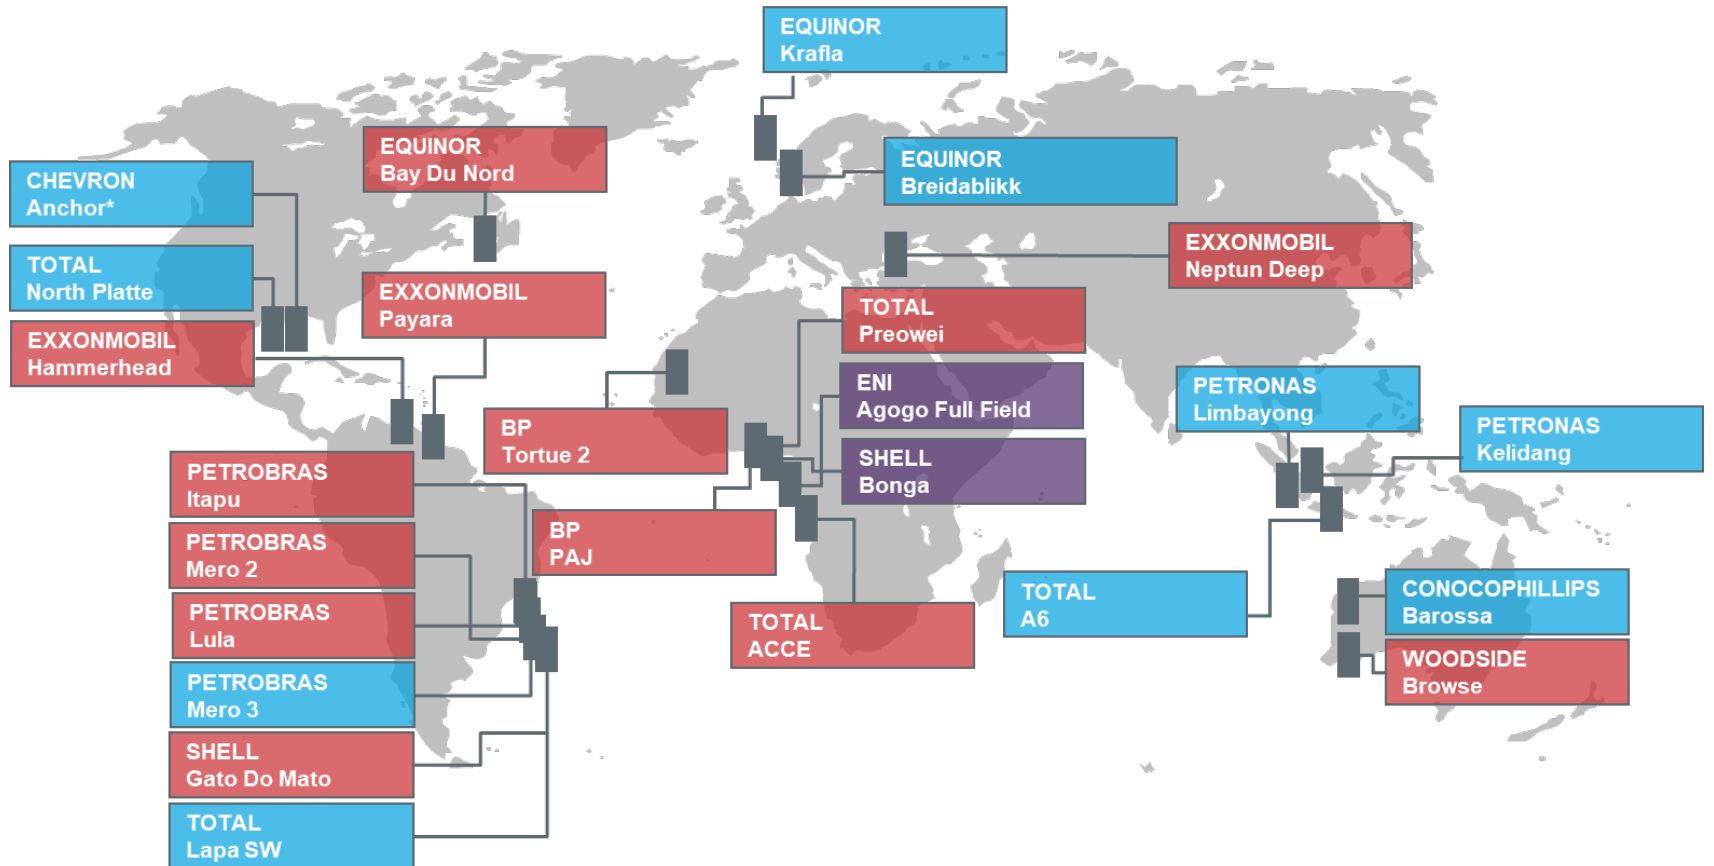 EQUINOR
Krafla
EQUINOR
Bay Du Nord
EQUINOR
Breidablikk
CHEVRON
Anchor*
TOTAL
North Platte
EXXONMOBIL
Hammerhead
EXXONMOBIL
Payara
EXXONMOBIL
Neptun Deep
TOTAL
Preowei
ENI
Agogo Full Field
SHELL
Bonga
BP
Tortue 2
BP
PAJ
TOTAL
ACCE
PETRONAS
Limbayong
PETRONAS
Kelidang
TOTAL
A6
CONOCOPHILLIPS
Barossa
WOODSIDE
Browse
PETROBRAS
Itapu
PETROBRAS
Mero 2
PETROBRAS
Lula
PETROBRAS
Mero 3
SHELL
Gato Do Mato
TOTAL
Lapa SW